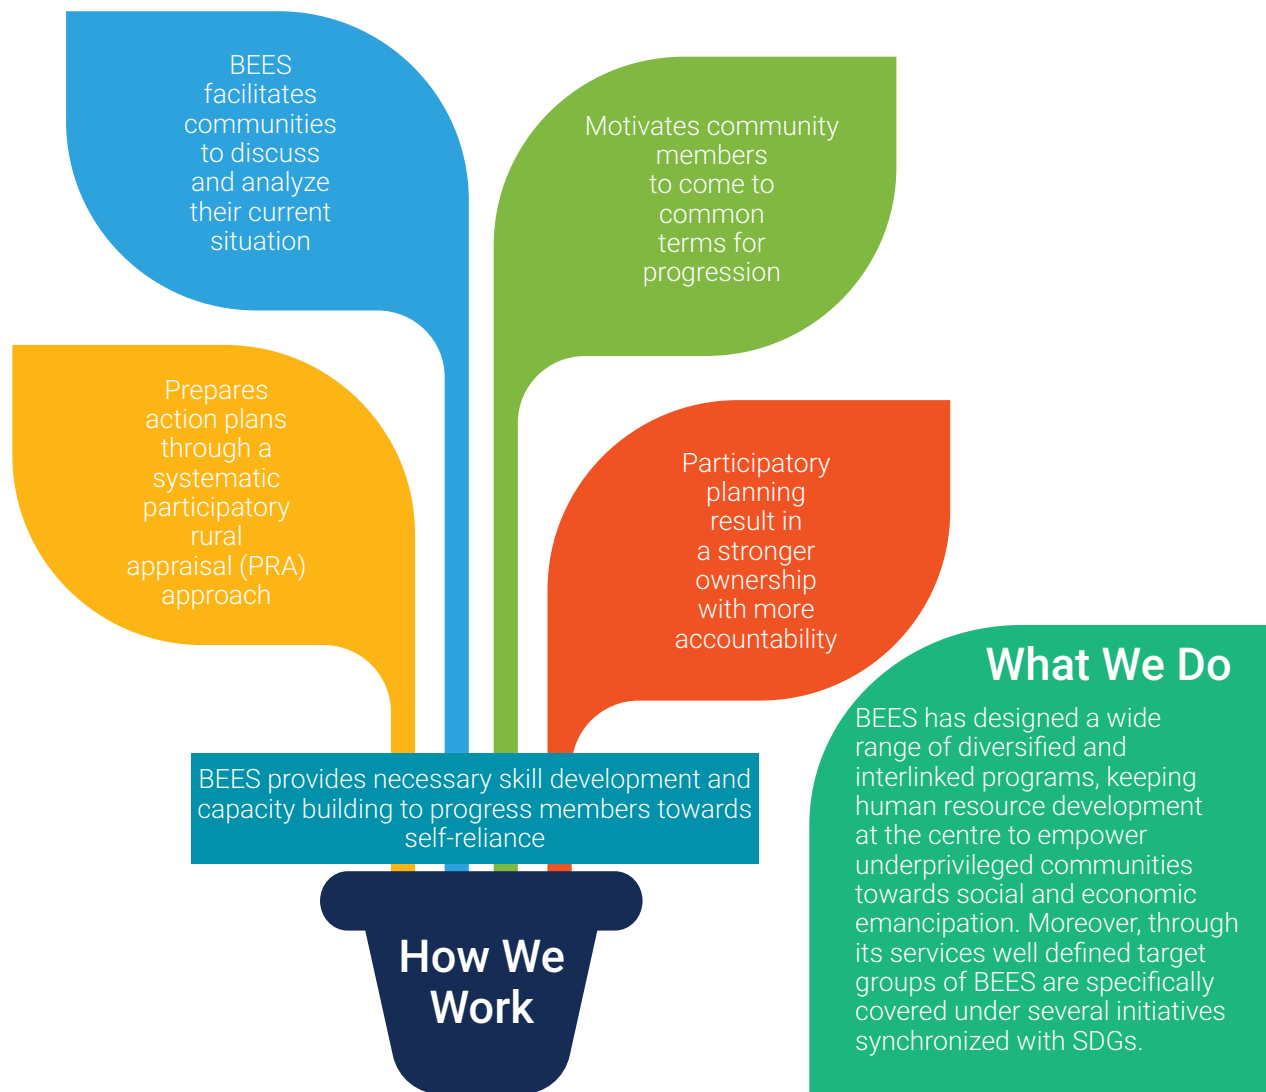 BEES
facilitates
communities
to discuss
and analyze
their current
situation
Motivates community
members
to come to
common
terms for
progression
Prepares
action plans
through a
systematic
participatory
rural
appraisal (PRA)
approach
Participatory
planning
result in
a stronger
ownership
with more
accountability
BEES provides necessary skill development and
capacity building to progress members towards
self-reliance
How We
Work
What We Do
BEES has designed a wide
range of diversified and
interlinked programs, keeping
human resource development
at the centre to empower
underprivileged communities
towards social and economic
emancipation. Moreover, through
its services well defined target
groups of BEES are specifically
covered under several initiatives
synchronized with SDGs.